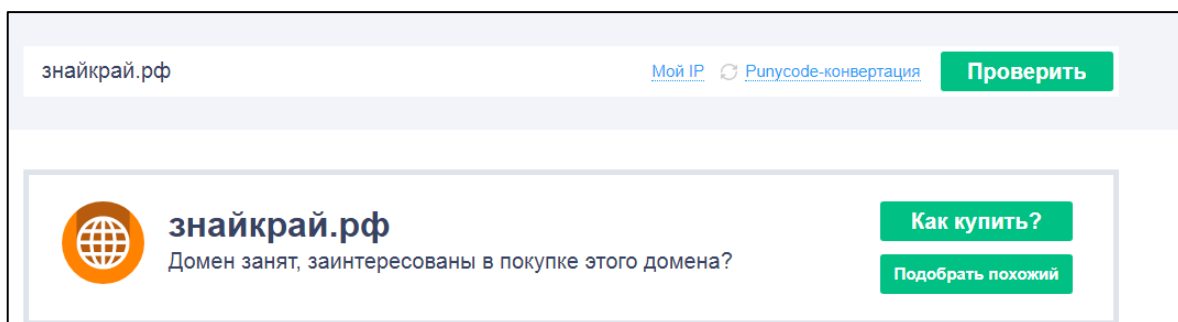 знайкрай.рф Мой IP Punycode-конвертация Проверить
знайкрай.рф Как купить?
Домен занят, заинтересованы в покупке этого домена? Подобрать похожий